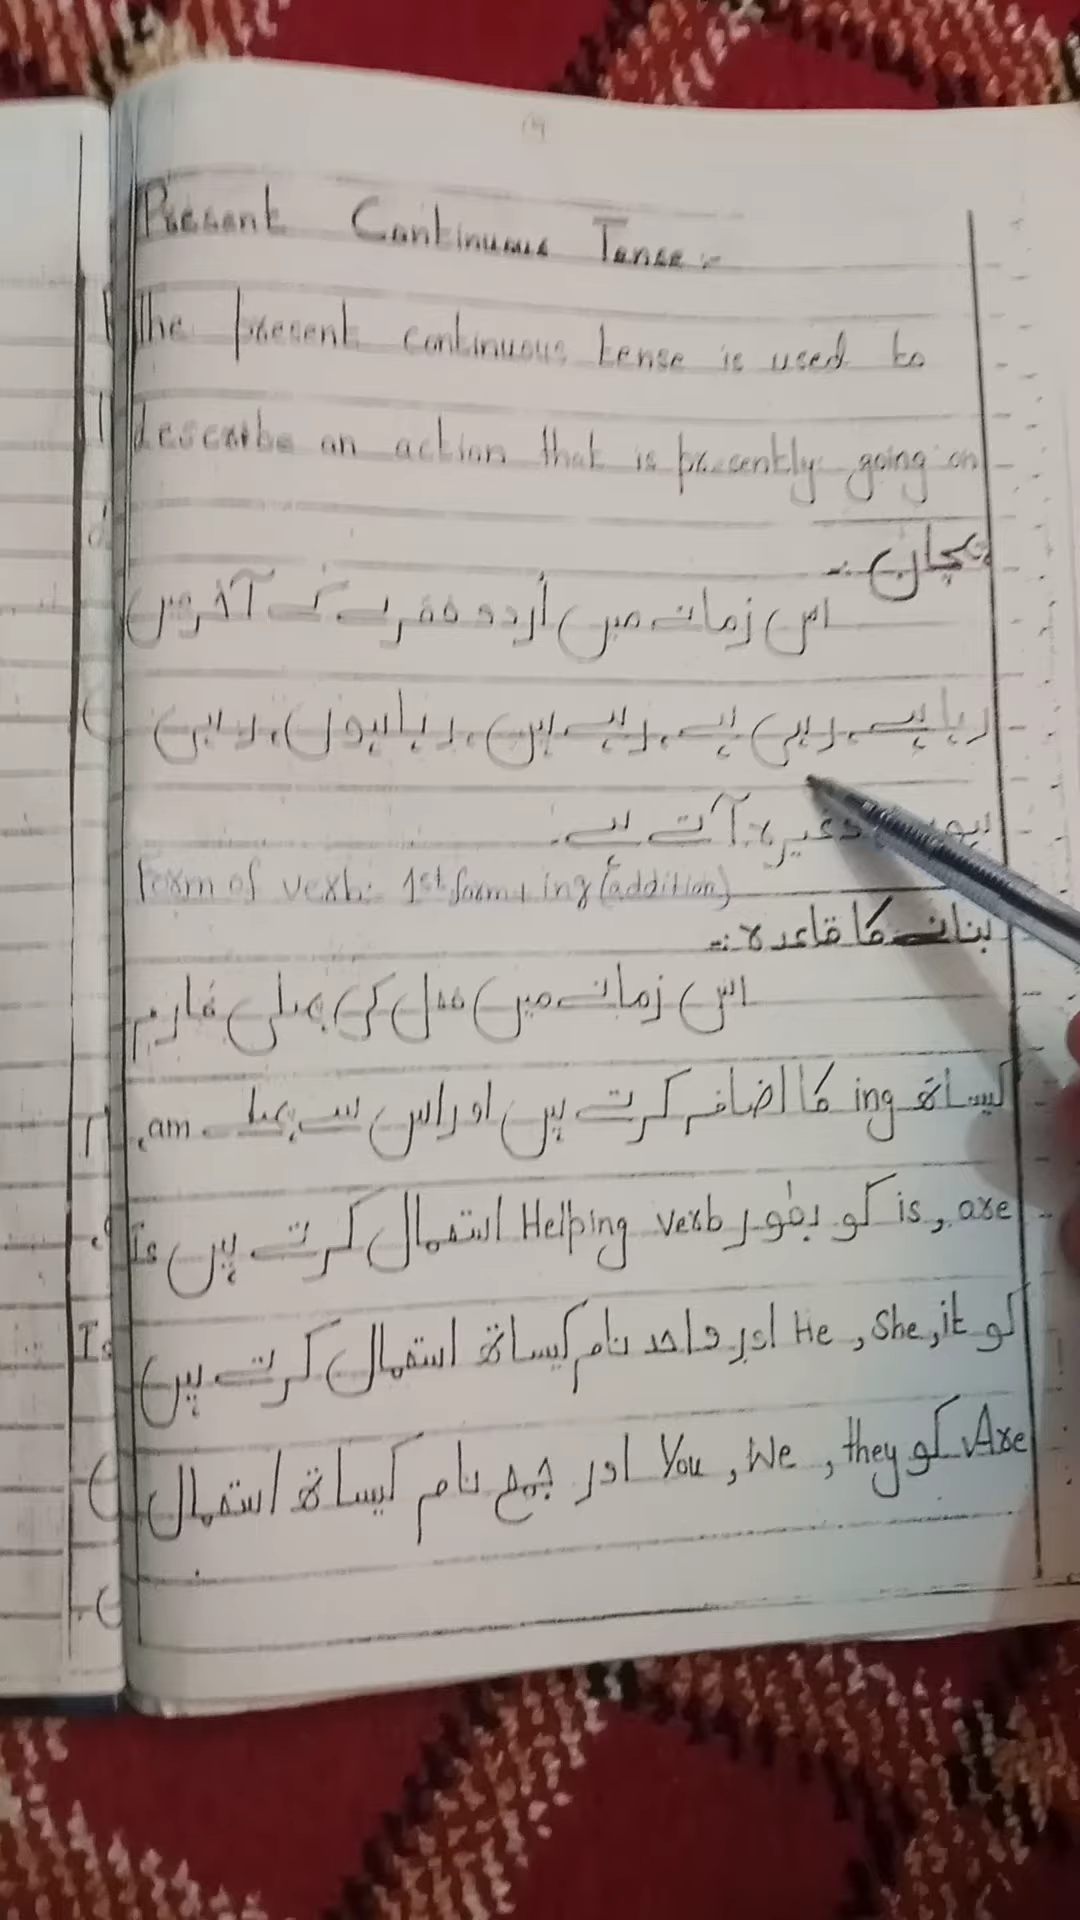 Present Continuous Tense :-
The present continuous tense is used to
describe an action that is presently going on
پہچان :-
اس زمانے میں اُردو فقرے کے آخر میں
رہا ہے، رہی ہے، رہے ہیں، رہا ہوں، رہی
ہوں وغیرہ آتے ہے۔
Form of verb:- 1st form + ing (addition)
بنانے کا قاعدہ :-
اس زمانے میں فعل کی پہلی فارم
کیساتھ ing کا اضافہ کرتے ہیں اور اس سے پہلے am،
is, are کو بطور Helping verb استعمال کرتے ہیں Is
کو He, She, it اور واحد نام کیساتھ استعمال کرتے ہیں
Are کو You, We, they اور جمع نام کیساتھ استعمال